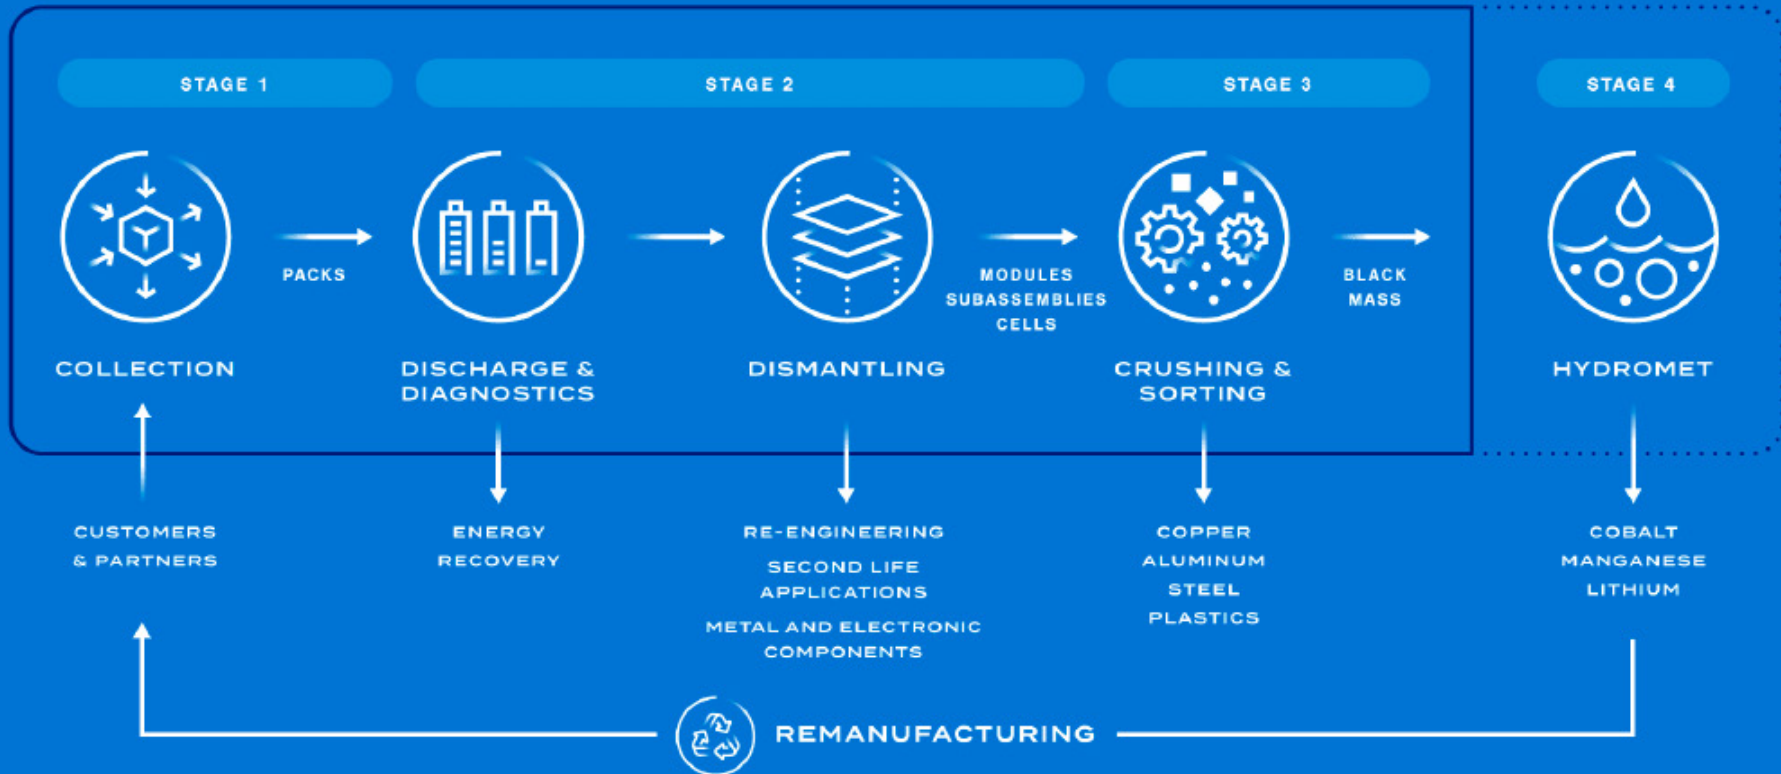 STAGE 1
STAGE 2
STAGE 3
STAGE 4
PACKS
MODULES
SUBASSEMBLIES
CELLS
BLACK
MASS
COLLECTION
DISCHARGE &
DIAGNOSTICS
DISMANTLING
CRUSHING &
SORTING
HYDROMET
CUSTOMERS
& PARTNERS
ENERGY
RECOVERY
RE-ENGINEERING
SECOND LIFE
APPLICATIONS
METAL AND ELECTRONIC
COMPONENTS
COPPER
ALUMINUM
STEEL
PLASTICS
COBALT
MANGANESE
LITHIUM
REMANUFACTURING